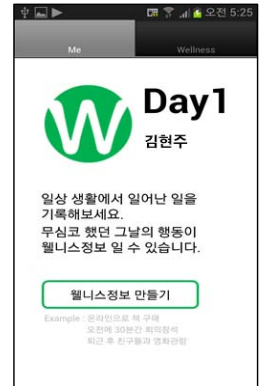 오전 5:25
Me
Wellness
W
Day1
김현주
일상 생활에서 일어난 일을
기록해보세요.
무심코 했던 그날의 행동이
웰니스정보 일 수 있습니다.
웰니스정보 만들기
Example : 온라인으로 책 구매
오전에 30분간 회의참석
퇴근 후 친구들과 영화관람